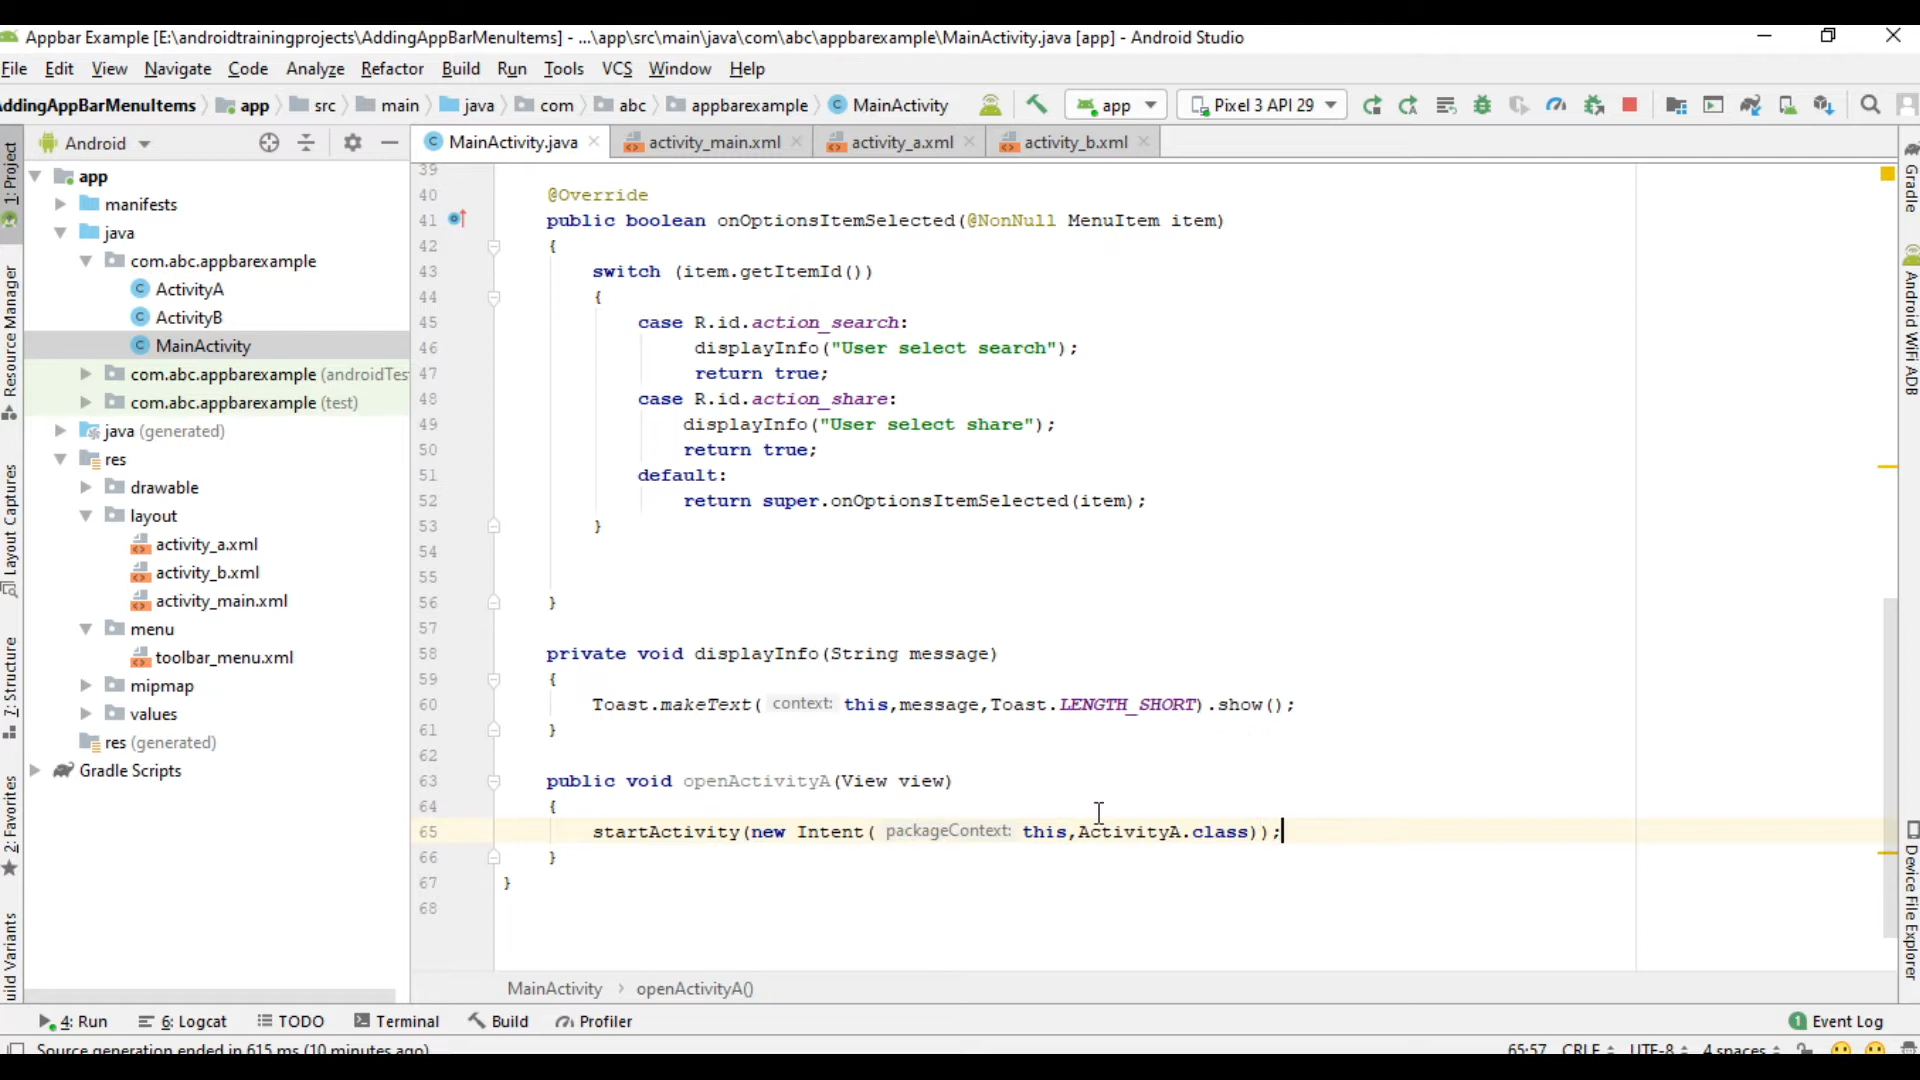 Appbar Example [E:\androidtrainingprojects\AddingAppBarMenuItems] - ...\app\src\main\java\com\abc\appbarexample\MainActivity.java [app] - Android Studio
File Edit View Navigate Code Analyze Refactor Build Run Tools VCS Window Help
AddingAppBarMenuItems app src main java com abc appbarexample MainActivity app Pixel 3 API 29
Android MainActivity.java activity_main.xml activity_a.xml activity_b.xml
1: Project
Resource Manager
Layout Captures
7: Structure
2: Favorites
uild Variants
app
manifests
java
com.abc.appbarexample
ActivityA
ActivityB
MainActivity
com.abc.appbarexample (androidTes
com.abc.appbarexample (test)
java (generated)
res
drawable
layout
activity_a.xml
activity_b.xml
activity_main.xml
menu
toolbar_menu.xml
mipmap
values
res (generated)
Gradle Scripts
39
40 @Override
41 public boolean onOptionsItemSelected(@NonNull MenuItem item)
42 {
43 switch (item.getItemId())
44 {
45 case R.id.action_search:
46 displayInfo("User select search");
47 return true;
48 case R.id.action_share:
49 displayInfo("User select share");
50 return true;
51 default:
52 return super.onOptionsItemSelected(item);
53 }
54
55
56 }
57
58 private void displayInfo(String message)
59 {
60 Toast.makeText( context: this,message,Toast.LENGTH_SHORT).show();
61 }
62
63 public void openActivityA(View view)
64 {
65 startActivity(new Intent( packageContext: this,ActivityA.class));
66 }
67 }
68
MainActivity › openActivityA()
Gradle
Android WiFi ADB
Device File Explorer
4: Run 6: Logcat TODO Terminal Build Profiler 1 Event Log
Source generation ended in 615 ms (10 minutes ago) 65:57 CRLF UTF-8 4 spaces